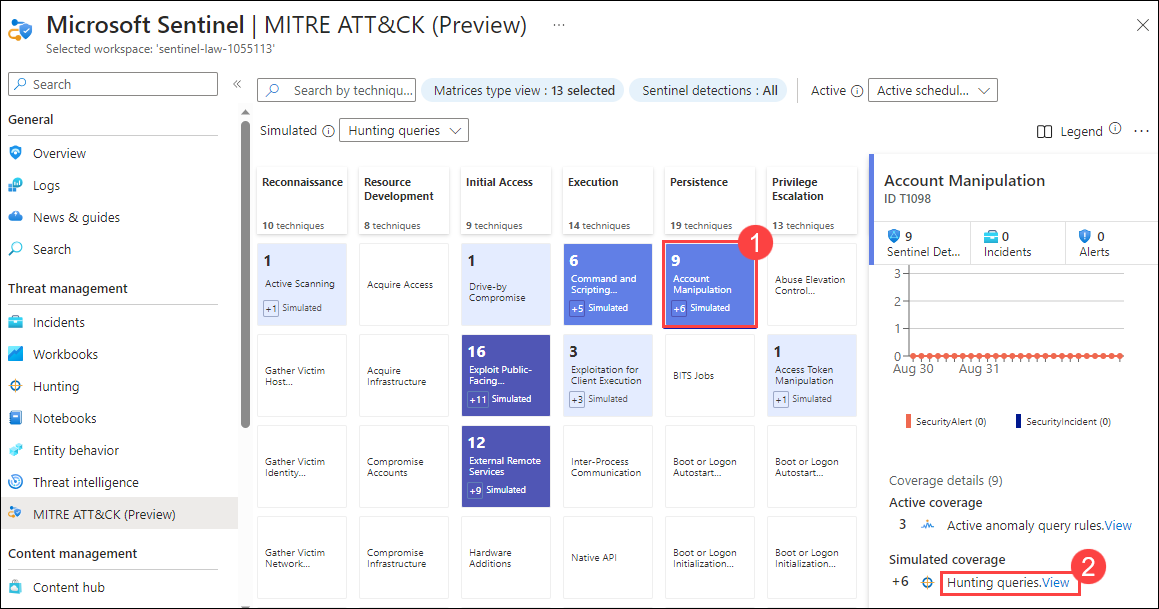 Microsoft Sentinel | MITRE ATT&CK (Preview) ...
Selected workspace: 'sentinel-law-1055113'
Search
«
Search by techniqu...
Matrices type view : 13 selected
Sentinel detections : All
Active
Active schedul...
Simulated
Hunting queries
Legend
...
General
Overview
Logs
News & guides
Search
Threat management
Incidents
Workbooks
Hunting
Notebooks
Entity behavior
Threat intelligence
MITRE ATT&CK (Preview)
Content management
Content hub
Reconnaissance
10 techniques
1
Active Scanning
+1 Simulated
Gather Victim
Host...
Gather Victim
Identity...
Gather Victim
Network...
Resource
Development
8 techniques
Acquire Access
Acquire
Infrastructure
Compromise
Accounts
Compromise
Infrastructure
Initial Access
9 techniques
1
Drive-by
Compromise
16
Exploit Public-
Facing...
+11 Simulated
12
External Remote
Services
+9 Simulated
Hardware
Additions
Execution
14 techniques
6
Command and
Scripting...
+5 Simulated
3
Exploitation for
Client Execution
+3 Simulated
Inter-Process
Communication
Native API
Persistence
19 techniques
1
9
Account
Manipulation
+6 Simulated
BITS Jobs
Boot or Logon
Autostart...
Boot or Logon
Initialization...
Privilege
Escalation
13 techniques
Abuse Elevation
Control...
1
Access Token
Manipulation
+1 Simulated
Boot or Logon
Autostart...
Boot or Logon
Initialization...
Account Manipulation
ID T1098
9
Sentinel Det...
0
Incidents
0
Alerts
3
2
1
0
Aug 30 Aug 31
SecurityAlert (0) SecurityIncident (0)
Coverage details (9)
Active coverage
3 Active anomaly query rules.View
Simulated coverage
+6 Hunting queries.View
2